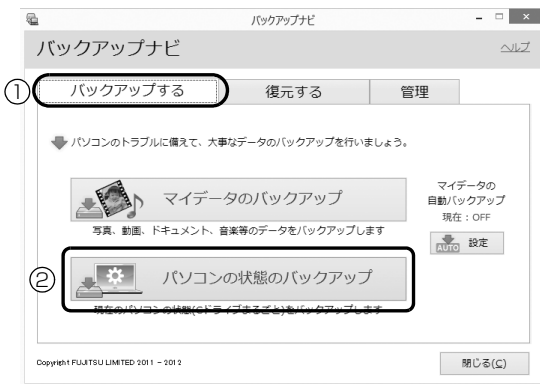 バックアップナビ
バックアップナビ
ヘルプ
① バックアップする 復元する 管理
パソコンのトラブルに備えて、大事なデータのバックアップを行いましょう。
マイデータのバックアップ
写真、動画、ドキュメント、音楽等のデータをバックアップします
マイデータの
自動バックアップ
現在：OFF
AUTO 設定
② パソコンの状態のバックアップ
現在のパソコンの状態(Cドライブまるごと)をバックアップします
Copyright FUJITSU LIMITED 2011 - 2012
閉じる(C)